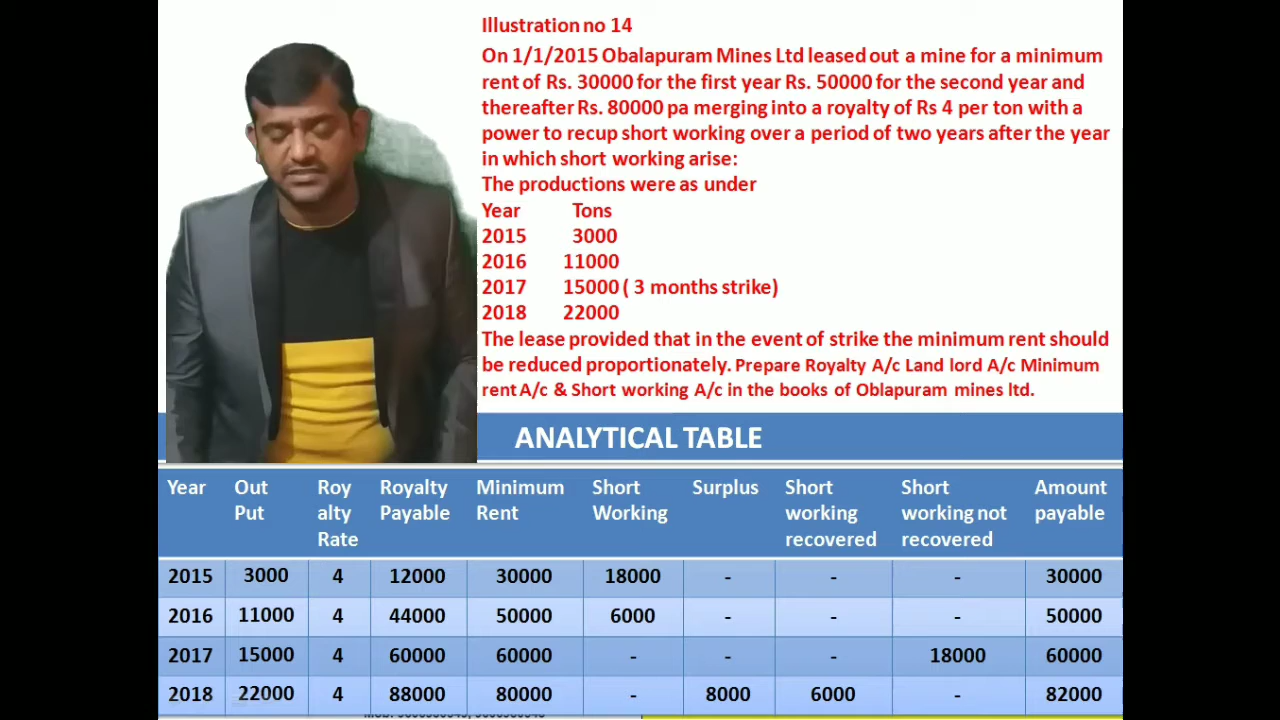 Illustration no 14
On 1/1/2015 Obalapuram Mines Ltd leased out a mine for a minimum
rent of Rs. 30000 for the first year Rs. 50000 for the second year and
thereafter Rs. 80000 pa merging into a royalty of Rs 4 per ton with a
power to recup short working over a period of two years after the year
in which short working arise:
The productions were as under
Year Tons
2015 3000
2016 11000
2017 15000 ( 3 months strike)
2018 22000
The lease provided that in the event of strike the minimum rent should
be reduced proportionately. Prepare Royalty A/c Land lord A/c Minimum
rent A/c & Short working A/c in the books of Oblapuram mines ltd.
ANALYTICAL TABLE
Year Out Put Roy alty Rate Royalty Payable Minimum Rent Short Working Surplus Short working recovered Short working not recovered Amount payable
2015 3000 4 12000 30000 18000 - - - 30000
2016 11000 4 44000 50000 6000 - - - 50000
2017 15000 4 60000 60000 - - - 18000 60000
2018 22000 4 88000 80000 - 8000 6000 - 82000